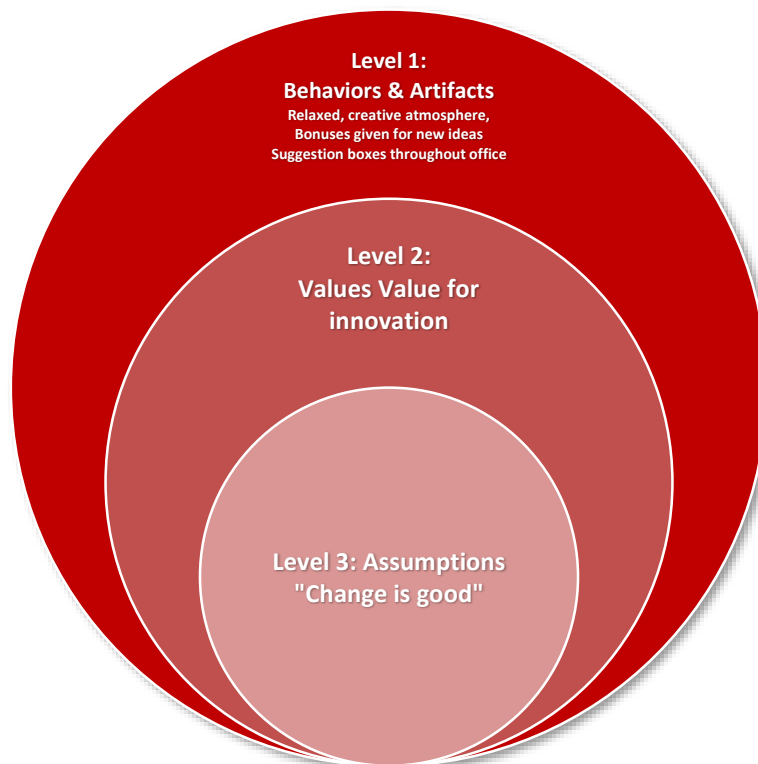 Level 1:
Behaviors & Artifacts
Relaxed, creative atmosphere,
Bonuses given for new ideas
Suggestion boxes throughout office
Level 2:
Values Value for
innovation
Level 3: Assumptions
"Change is good"